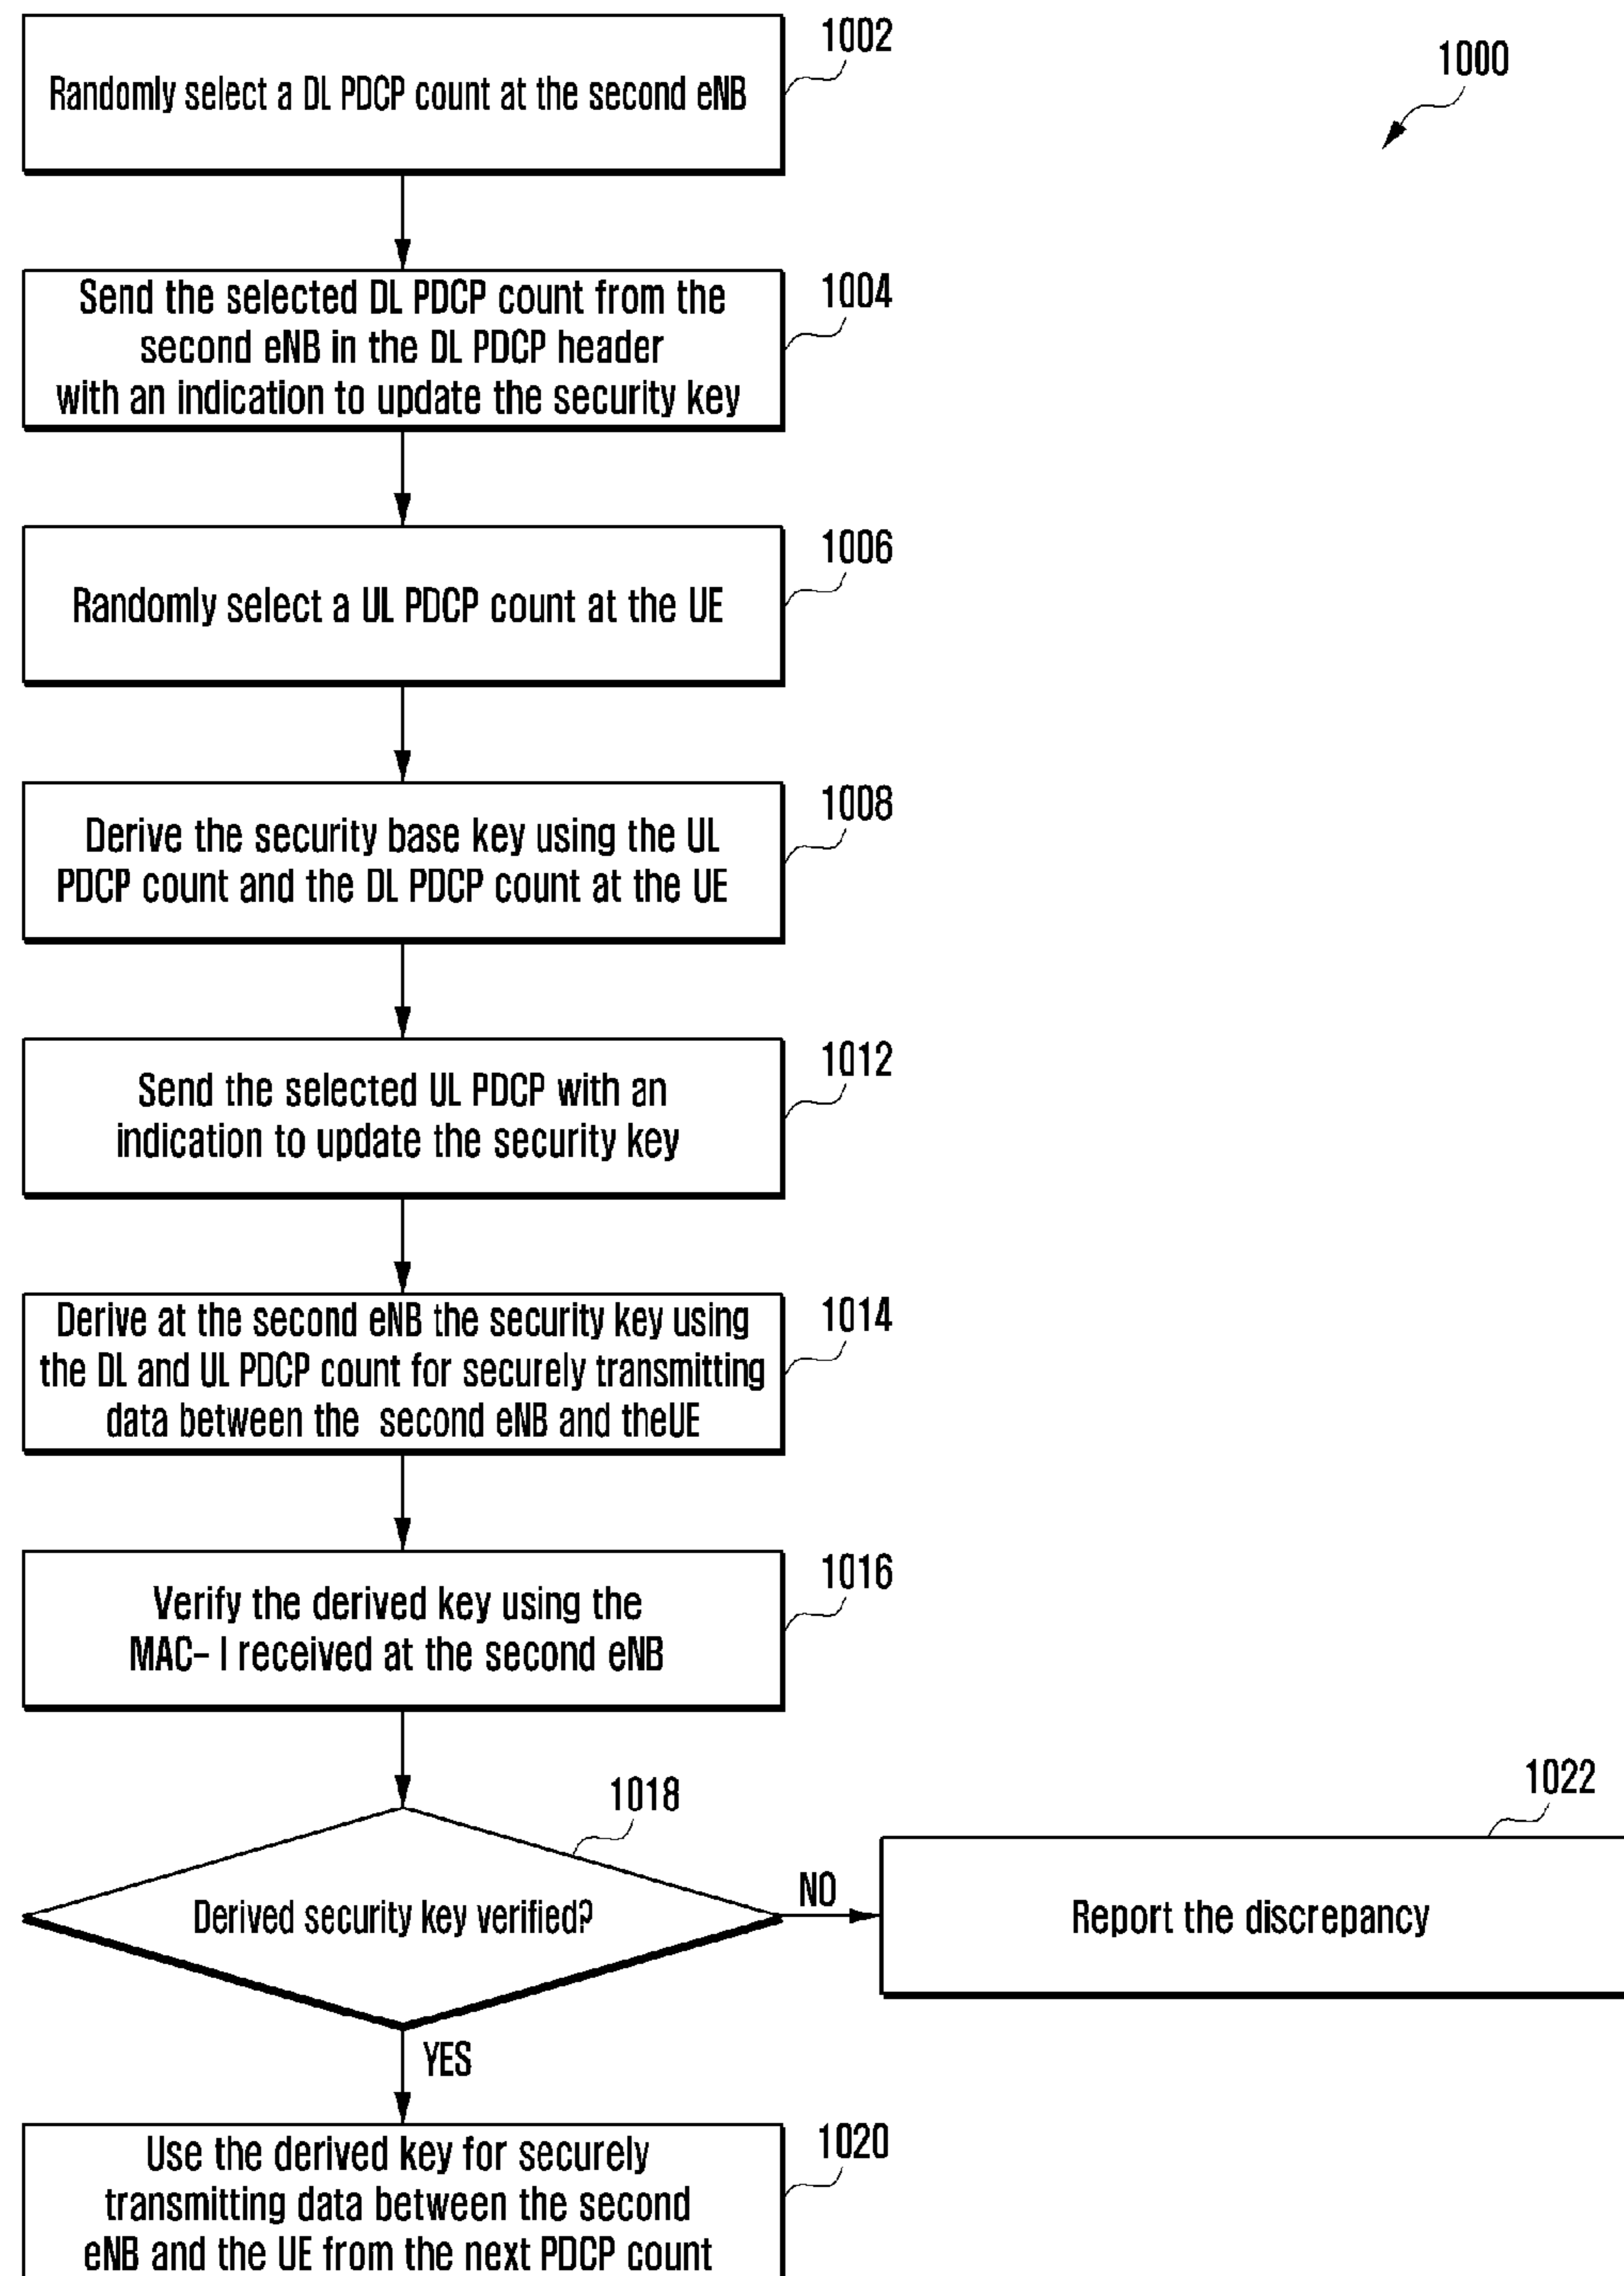 1002
1000
Randomly select a DL PDCP count at the second eNB
1004
Send the selected DL PDCP count from the
second eNB in the DL PDCP header
with an indication to update the security key
1006
Randomly select a UL PDCP count at the UE
1008
Derive the security base key using the UL
PDCP count and the DL PDCP count at the UE
1012
Send the selected UL PDCP with an
indication to update the security key
1014
Derive at the second eNB the security key using
the DL and UL PDCP count for securely transmitting
data between the second eNB and theUE
1016
Verify the derived key using the
MAC– I received at the second eNB
1018
Derived security key verified?
NO
1022
Report the discrepancy
YES
1020
Use the derived key for securely
transmitting data between the second
eNB and the UE from the next PDCP count